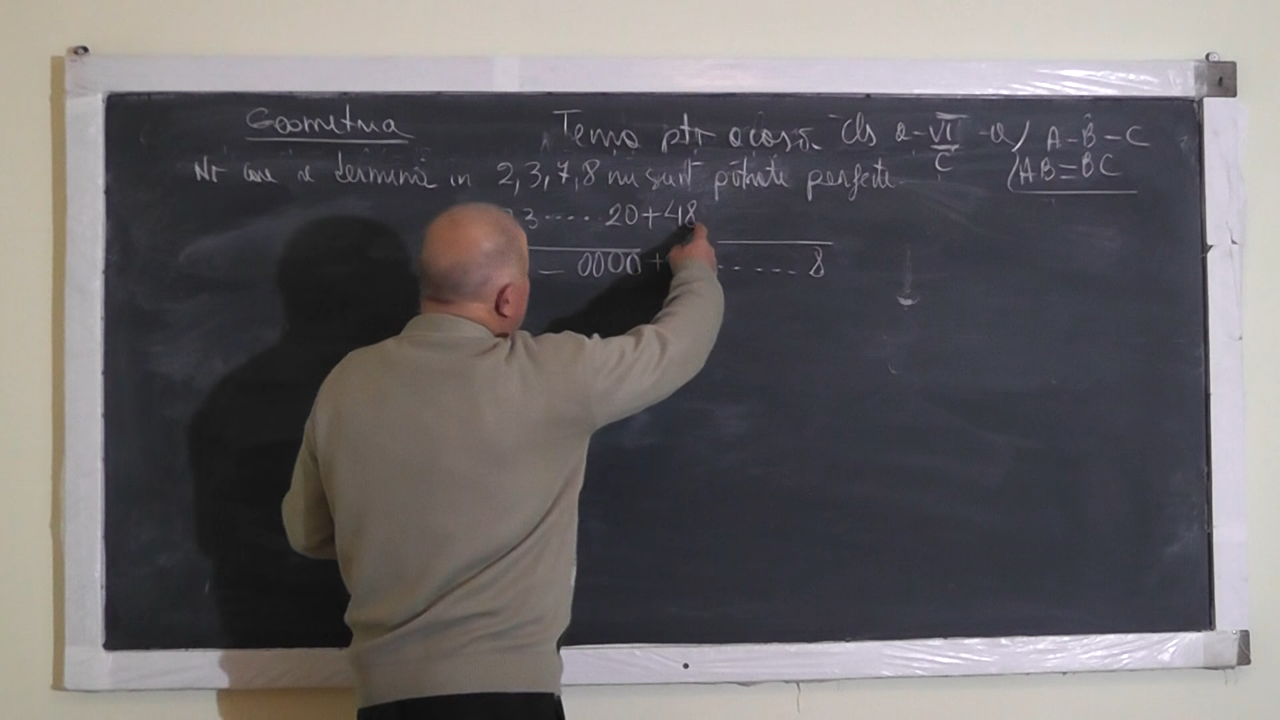 Geometria
Tema ptr acasă Cls a-VI-a
C
A-B-C
AB=BC
Nr care se termină în 2,3,7,8 nu sunt pătrate perfecte
3.....20+48
0000+.....8